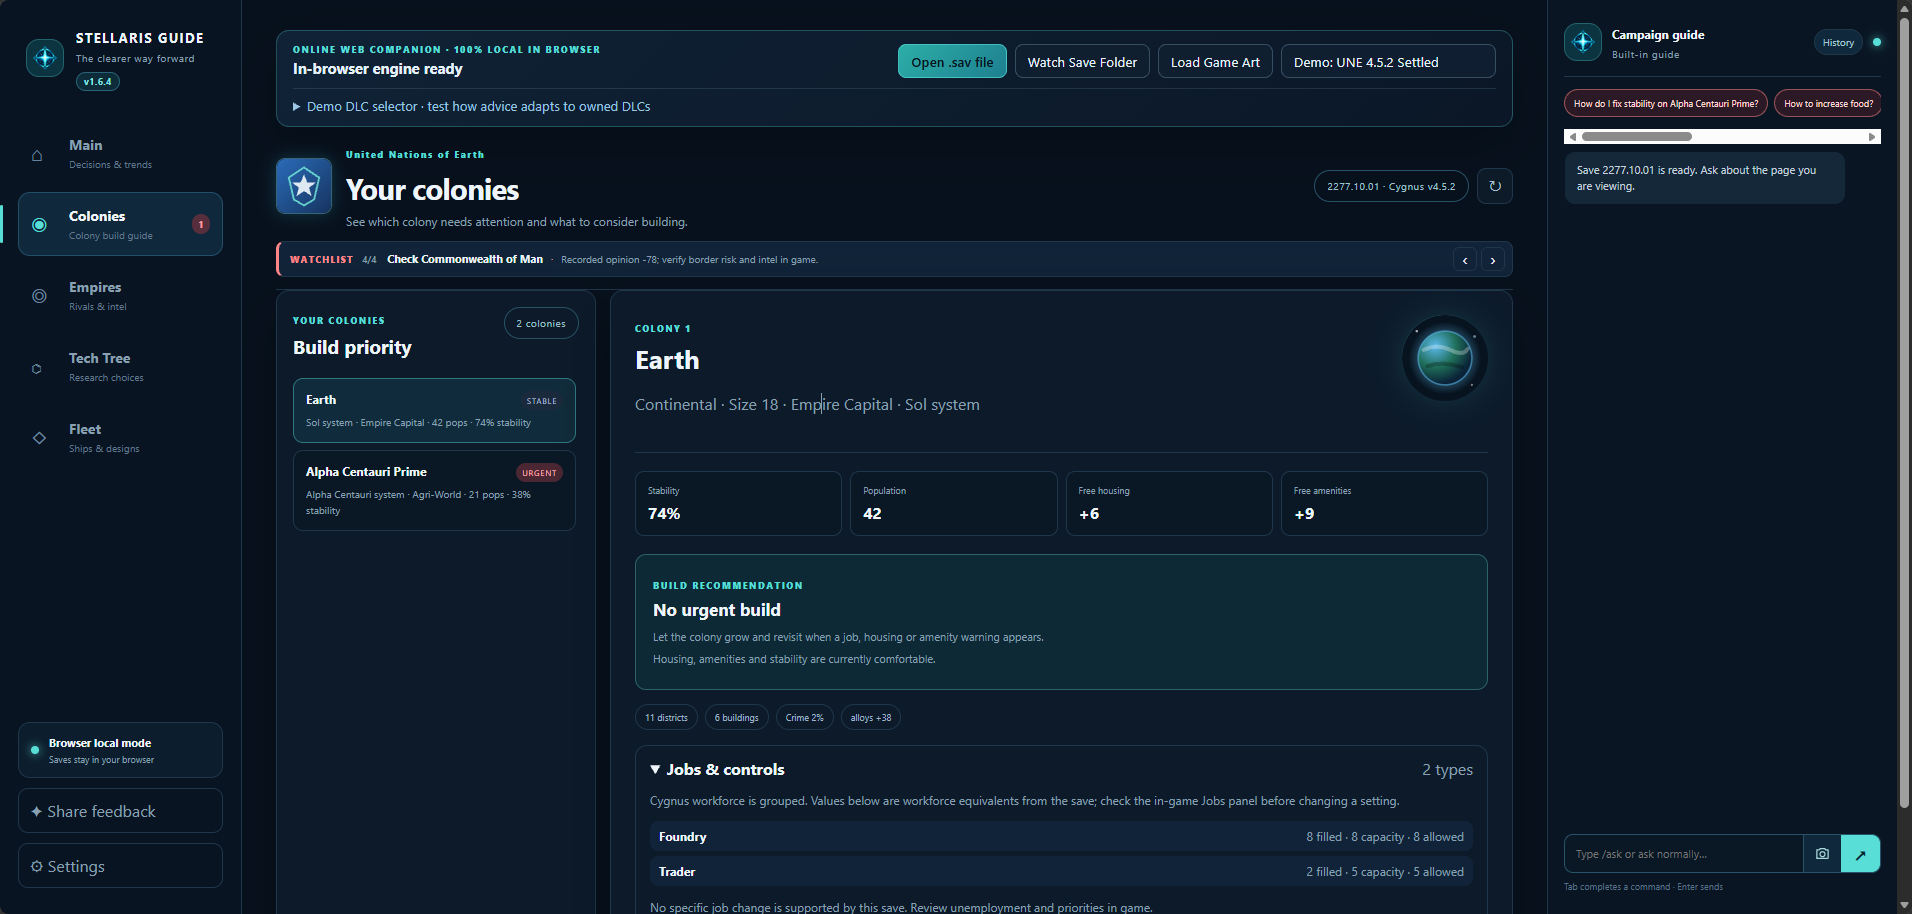 STELLARIS GUIDE
The clearer way forward
v1.6.4
Main
Decisions & trends
Colonies
Colony build guide
1
Empires
Rivals & intel
Tech Tree
Research choices
Fleet
Ships & designs
Browser local mode
Saves stay in your browser
Share feedback
Settings
ONLINE WEB COMPANION · 100% LOCAL IN BROWSER
In-browser engine ready
Open .sav file
Watch Save Folder
Load Game Art
Demo: UNE 4.5.2 Settled
Demo DLC selector · test how advice adapts to owned DLCs
United Nations of Earth
Your colonies
See which colony needs attention and what to consider building.
2277.10.01 · Cygnus v4.5.2
WATCHLIST 4/4 Check Commonwealth of Man · Recorded opinion -78; verify border risk and intel in game.
YOUR COLONIES
Build priority
2 colonies
Earth
STABLE
Sol system · Empire Capital · 42 pops · 74% stability
Alpha Centauri Prime
URGENT
Alpha Centauri system · Agri-World · 21 pops · 38%
stability
COLONY 1
Earth
Continental · Size 18 · Empire Capital · Sol system
Stability
74%
Population
42
Free housing
+6
Free amenities
+9
BUILD RECOMMENDATION
No urgent build
Let the colony grow and revisit when a job, housing or amenity warning appears.
Housing, amenities and stability are currently comfortable.
11 districts
6 buildings
Crime 2%
alloys +38
Jobs & controls
2 types
Cygnus workforce is grouped. Values below are workforce equivalents from the save; check the in-game Jobs panel before changing a setting.
Foundry
8 filled · 8 capacity · 8 allowed
Trader
2 filled · 5 capacity · 5 allowed
No specific job change is supported by this save. Review unemployment and priorities in game.
Campaign guide
Built-in guide
History
How do I fix stability on Alpha Centauri Prime?
How to increase food?
Save 2277.10.01 is ready. Ask about the page you
are viewing.
Type /ask or ask normally...
Tab completes a command · Enter sends